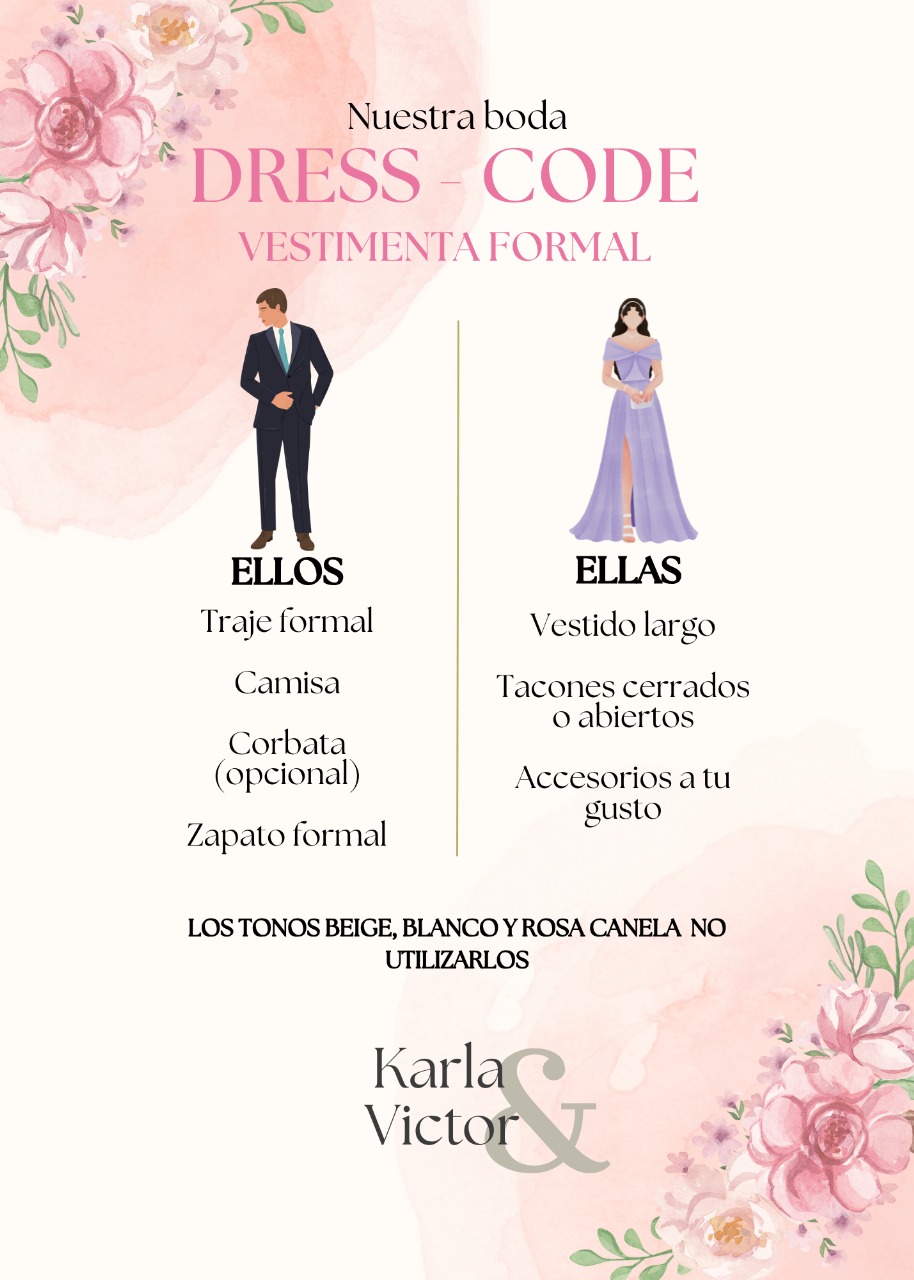 Nuestra boda
DRESS - CODE
VESTIMENTA FORMAL
ELLOS
Traje formal
Camisa
Corbata
(opcional)
Zapato formal
ELLAS
Vestido largo
Tacones cerrados
o abiertos
Accesorios a tu
gusto
LOS TONOS BEIGE, BLANCO Y ROSA CANELA NO
UTILIZARLOS
Karla
&
Victor